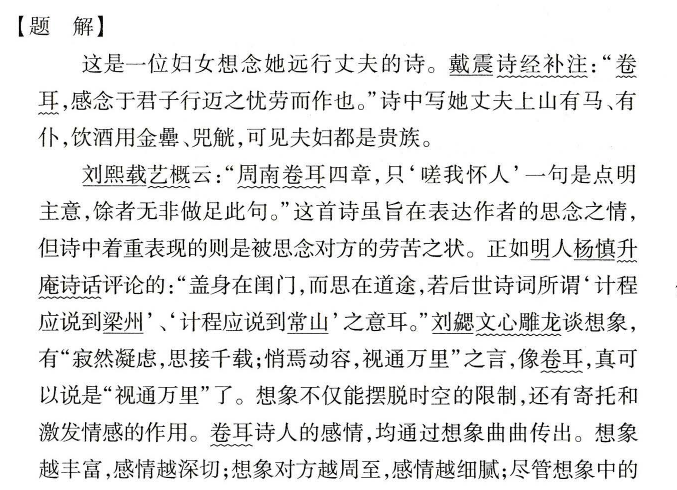 【题　解】
这是一位妇女想念她远行丈夫的诗。戴震诗经补注：“卷
耳，感念于君子行迈之忧劳而作也。”诗中写她丈夫上山有马、有
仆，饮酒用金罍、兕觥，可见夫妇都是贵族。
刘熙载艺概云：“周南卷耳四章，只‘嗟我怀人’一句是点明
主意，馀者无非做足此句。”这首诗虽旨在表达作者的思念之情，
但诗中着重表现的则是被思念对方的劳苦之状。正如明人杨慎升
庵诗话评论的：“盖身在闺门，而思在道途，若后世诗词所谓‘计程
应说到梁州’、‘计程应说到常山’之意耳。”刘勰文心雕龙谈想象，
有“寂然凝虑，思接千载；悄焉动容，视通万里”之言，像卷耳，真可
以说是“视通万里”了。想象不仅能摆脱时空的限制，还有寄托和
激发情感的作用。卷耳诗人的感情，均通过想象曲曲传出。想象
越丰富，感情越深切；想象对方越周至，感情越细腻；尽管想象中的